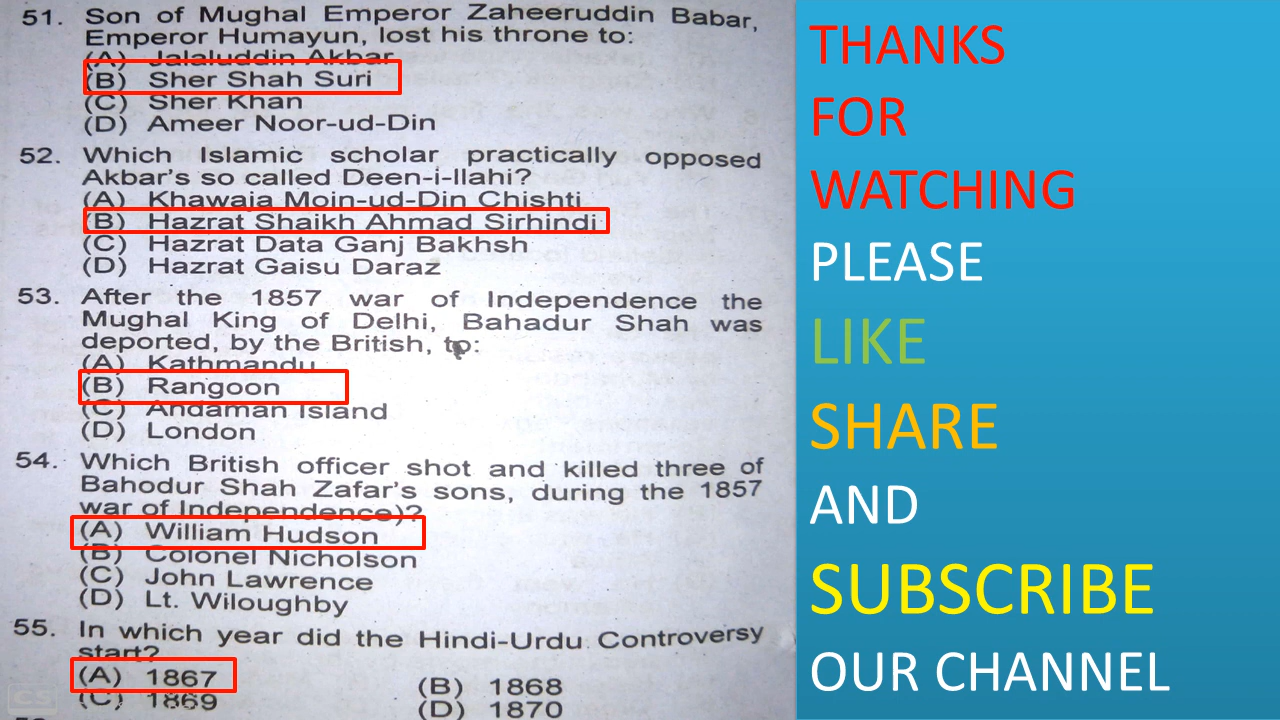 51. Son of Mughal Emperor Zaheeruddin Babar,
Emperor Humayun, lost his throne to:
(A) Jalaluddin Akbar
(B) Sher Shah Suri
(C) Sher Khan
(D) Ameer Noor-ud-Din
52. Which Islamic scholar practically opposed
Akbar's so called Deen-i-Ilahi?
(A) Khawaja Moin-ud-Din Chishti
(B) Hazrat Shaikh Ahmad Sirhindi
(C) Hazrat Data Ganj Bakhsh
(D) Hazrat Gaisu Daraz
53. After the 1857 war of Independence the
Mughal King of Delhi, Bahadur Shah was
deported, by the British, to:
(A) Kathmandu
(B) Rangoon
(C) Andaman Island
(D) London
54. Which British officer shot and killed three of
Bahodur Shah Zafar's sons, during the 1857
war of Independence)?
(A) William Hudson
(B) Colonel Nicholson
(C) John Lawrence
(D) Lt. Wiloughby
55. In which year did the Hindi-Urdu Controversy
start?
(A) 1867
(B) 1868
(C) 1869
(D) 1870
CS
THANKS
FOR
WATCHING
PLEASE
LIKE
SHARE
AND
SUBSCRIBE
OUR CHANNEL